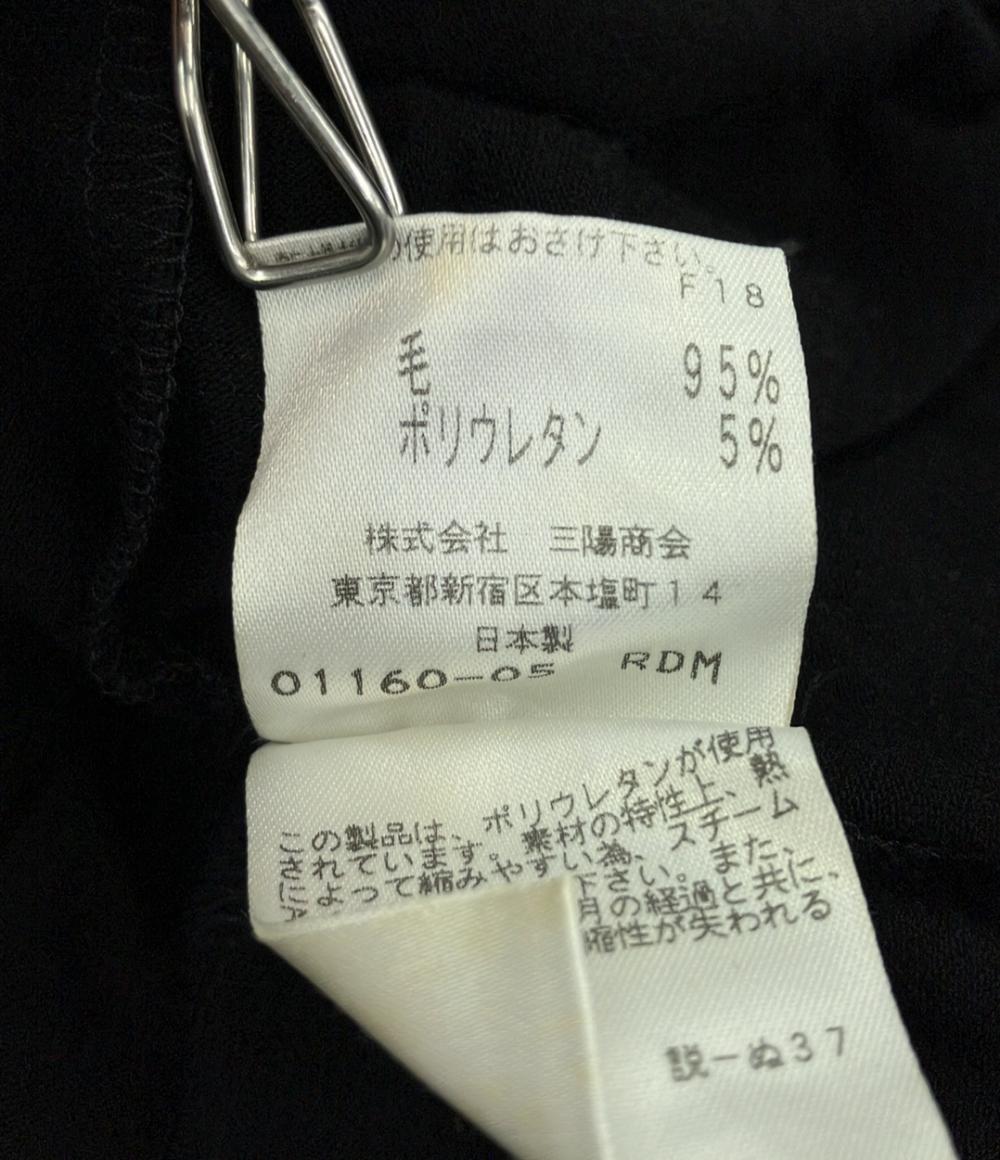 の使用はおさけ下さい。
F18
毛 95%
ポリウレタン 5%
株式会社 三陽商会
東京都新宿区本塩町14
日本製
01160-05 RDM
この製品は、ポリウレタンが使用
されています。素材の特性上、熱
によって縮みやすい為、スチーム
下さい。また、
月の経過と共に、
縮性が失われる
説-ぬ37